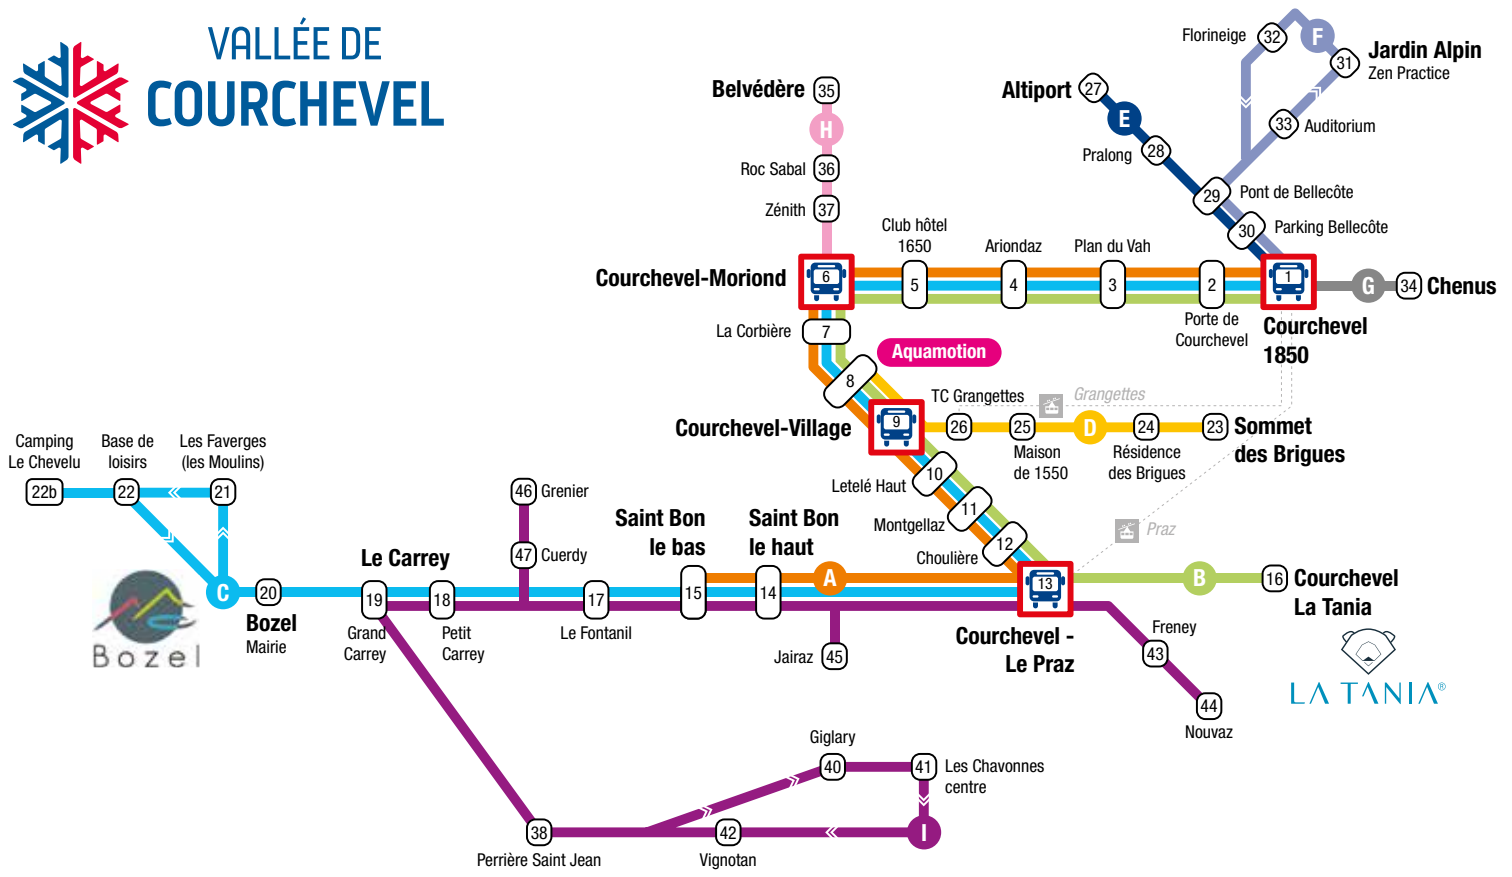 VALLÉE DE
COURCHEVEL
Florineige
32
F
31
Jardin Alpin
Zen Practice
33
Auditorium
Belvédère
35
H
Roc Sabal
36
Zénith
37
Altiport
27
E
Pralong
28
29
Pont de Bellecôte
30
Parking Bellecôte
Club hôtel
1650
Ariondaz
Plan du Vah
Courchevel-Moriond
6
5
4
3
2
1
G
34
Chenus
Porte de
Courchevel
Courchevel
1850
La Corbière
7
Aquamotion
8
TC Grangettes
Grangettes
Courchevel-Village
9
26
25
D
24
23
Sommet
des Brigues
Maison
de 1550
Résidence
des Brigues
Letelé Haut
10
Montgellaz
11
Choulière
12
Praz
Camping
Le Chevelu
Base de
loisirs
Les Faverges
(les Moulins)
22b
22
21
46
Grenier
47
Cuerdy
Saint Bon
le bas
Saint Bon
le haut
Le Carrey
C
20
19
18
17
15
14
A
13
B
16
Courchevel
La Tania
Bozel
Mairie
Grand
Carrey
Petit
Carrey
Le Fontanil
Jairaz
45
Courchevel -
Le Praz
Freney
43
44
Nouvaz
Bozel
LA TANIA®
Giglary
40
41
Les Chavonnes
centre
38
42
I
Perrière Saint Jean
Vignotan